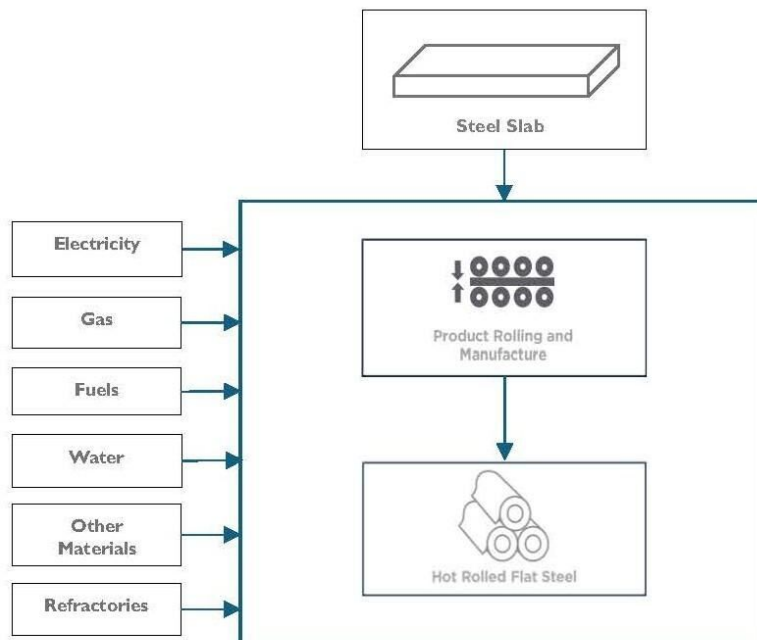 Steel Slab
Electricity
Gas
Fuels
Water
Other
Materials
Refractories
Product Rolling and
Manufacture
Hot Rolled Flat Steel